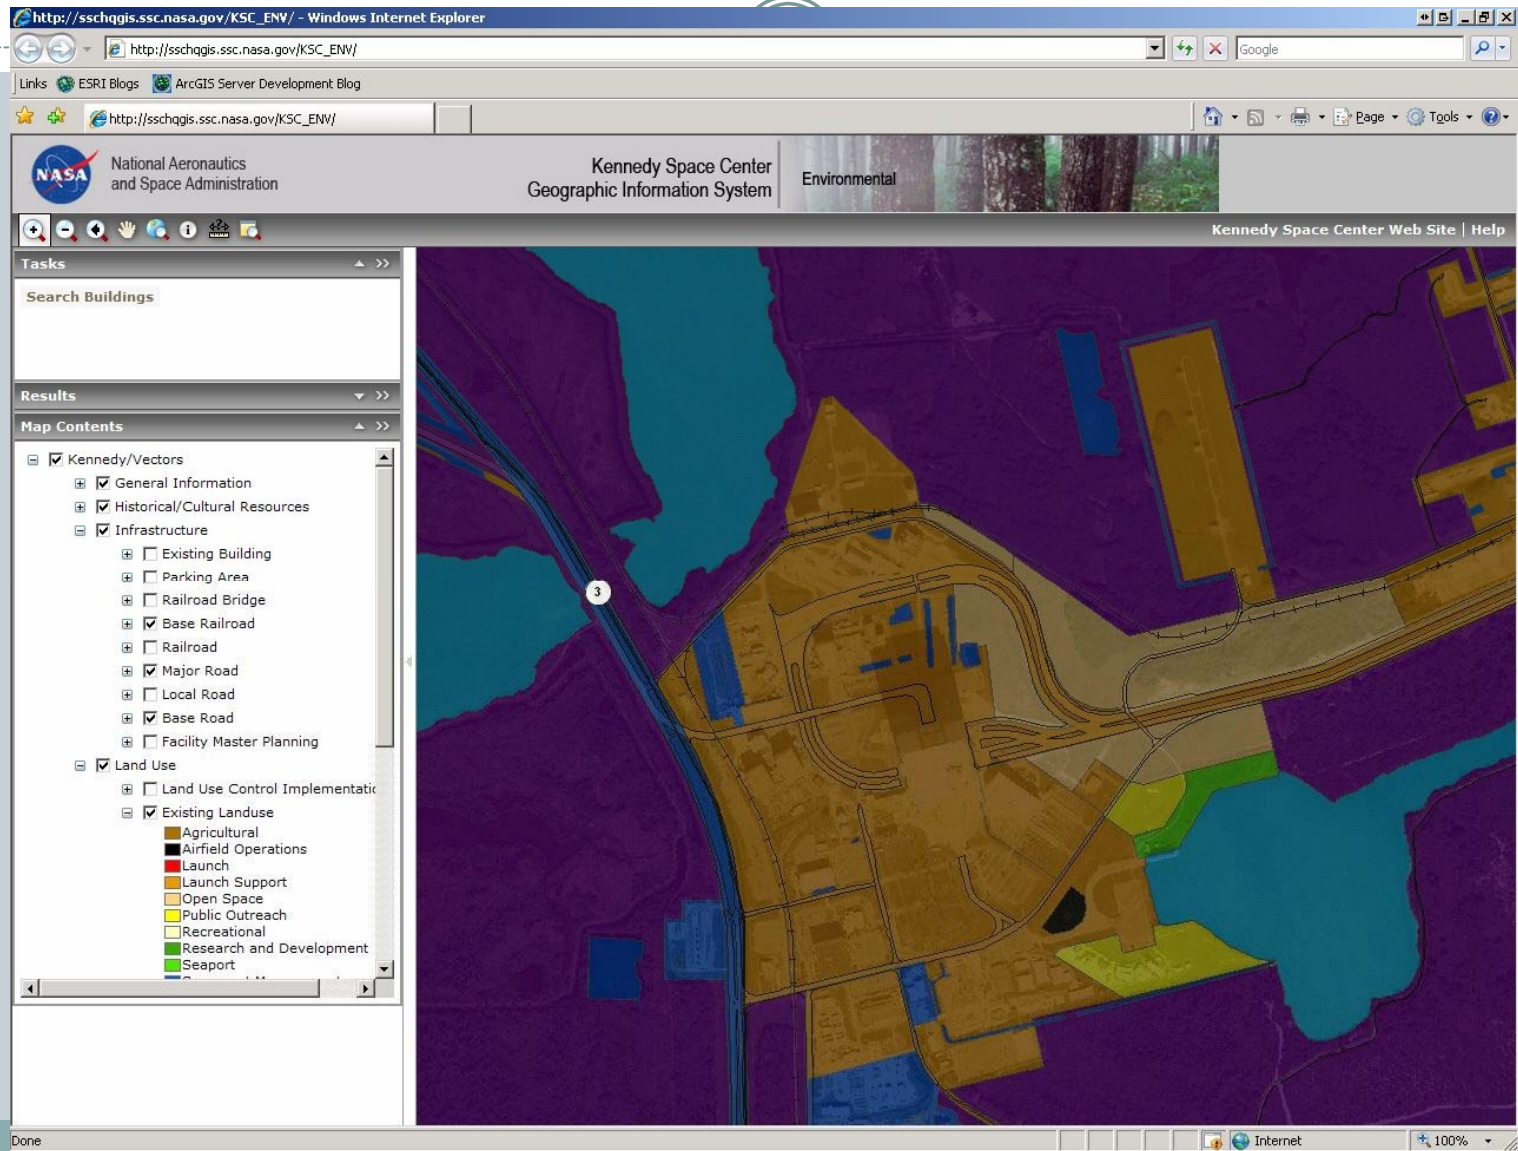 http://sschqgis.ssc.nasa.gov/KSC_ENV/ - Windows Internet Explorer
http://sschqgis.ssc.nasa.gov/KSC_ENV/
Google
Links ESRI Blogs ArcGIS Server Development Blog
http://sschqgis.ssc.nasa.gov/KSC_ENV/
Page Tools
NASA
National Aeronautics
and Space Administration
Kennedy Space Center
Geographic Information System
Environmental
Kennedy Space Center Web Site | Help
Tasks
Search Buildings
Results
Map Contents
Kennedy/Vectors
General Information
Historical/Cultural Resources
Infrastructure
Existing Building
Parking Area
Railroad Bridge
Base Railroad
Railroad
Major Road
Local Road
Base Road
Facility Master Planning
Land Use
Land Use Control
Existing Landuse
Agricultural
Airfield Operations
Launch
Launch Support
Open Space
Public Outreach
Recreational
Research and Development
Seaport
3
Done
Internet
100%